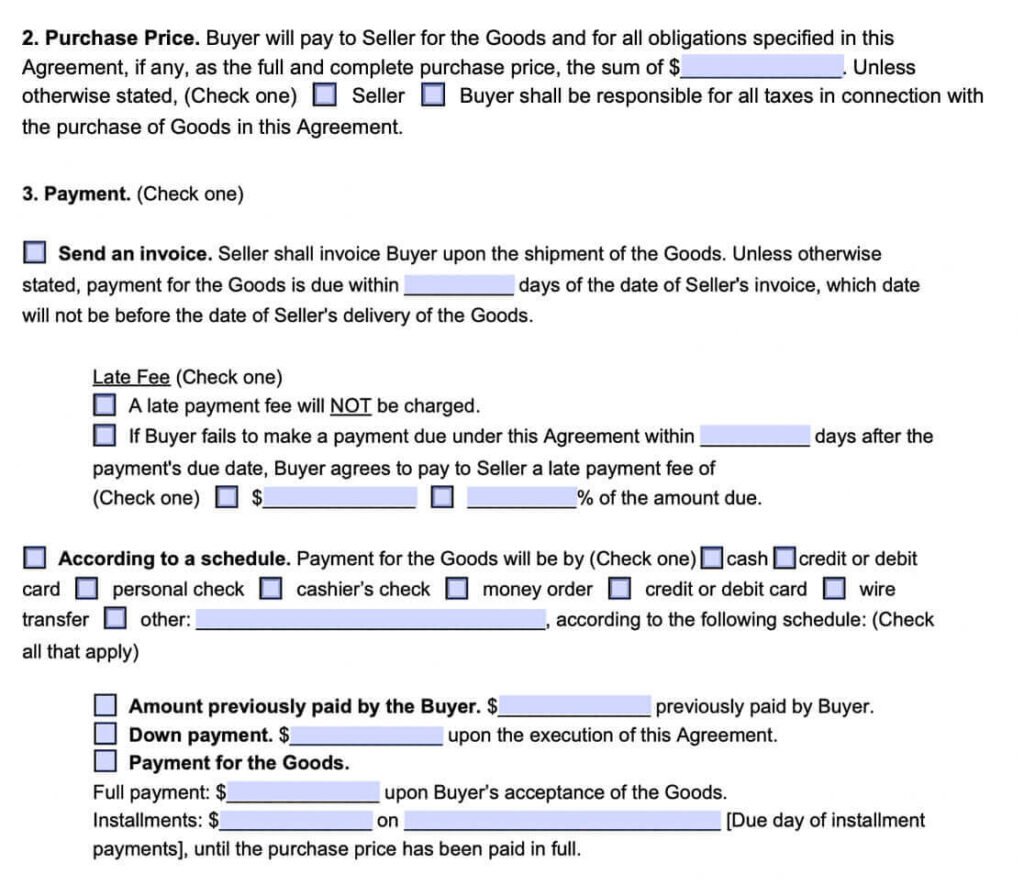 2. Purchase Price. Buyer will pay to Seller for the Goods and for all obligations specified in this
Agreement, if any, as the full and complete purchase price, the sum of $_______________. Unless
otherwise stated, (Check one) ☐ Seller ☐ Buyer shall be responsible for all taxes in connection with
the purchase of Goods in this Agreement.
3. Payment. (Check one)
☐ Send an invoice. Seller shall invoice Buyer upon the shipment of the Goods. Unless otherwise
stated, payment for the Goods is due within __________ days of the date of Seller's invoice, which date
will not be before the date of Seller's delivery of the Goods.
Late Fee (Check one)
☐ A late payment fee will NOT be charged.
☐ If Buyer fails to make a payment due under this Agreement within __________ days after the
payment's due date, Buyer agrees to pay to Seller a late payment fee of
(Check one) ☐ $______________ ☐ __________% of the amount due.
☐ According to a schedule. Payment for the Goods will be by (Check one) ☐ cash ☐ credit or debit
card ☐ personal check ☐ cashier's check ☐ money order ☐ credit or debit card ☐ wire
transfer ☐ other: ________________________________, according to the following schedule: (Check
all that apply)
☐ Amount previously paid by the Buyer. $______________ previously paid by Buyer.
☐ Down payment. $______________ upon the execution of this Agreement.
☐ Payment for the Goods.
Full payment: $______________ upon Buyer's acceptance of the Goods.
Installments: $______________ on _____________________________ [Due day of installment
payments], until the purchase price has been paid in full.